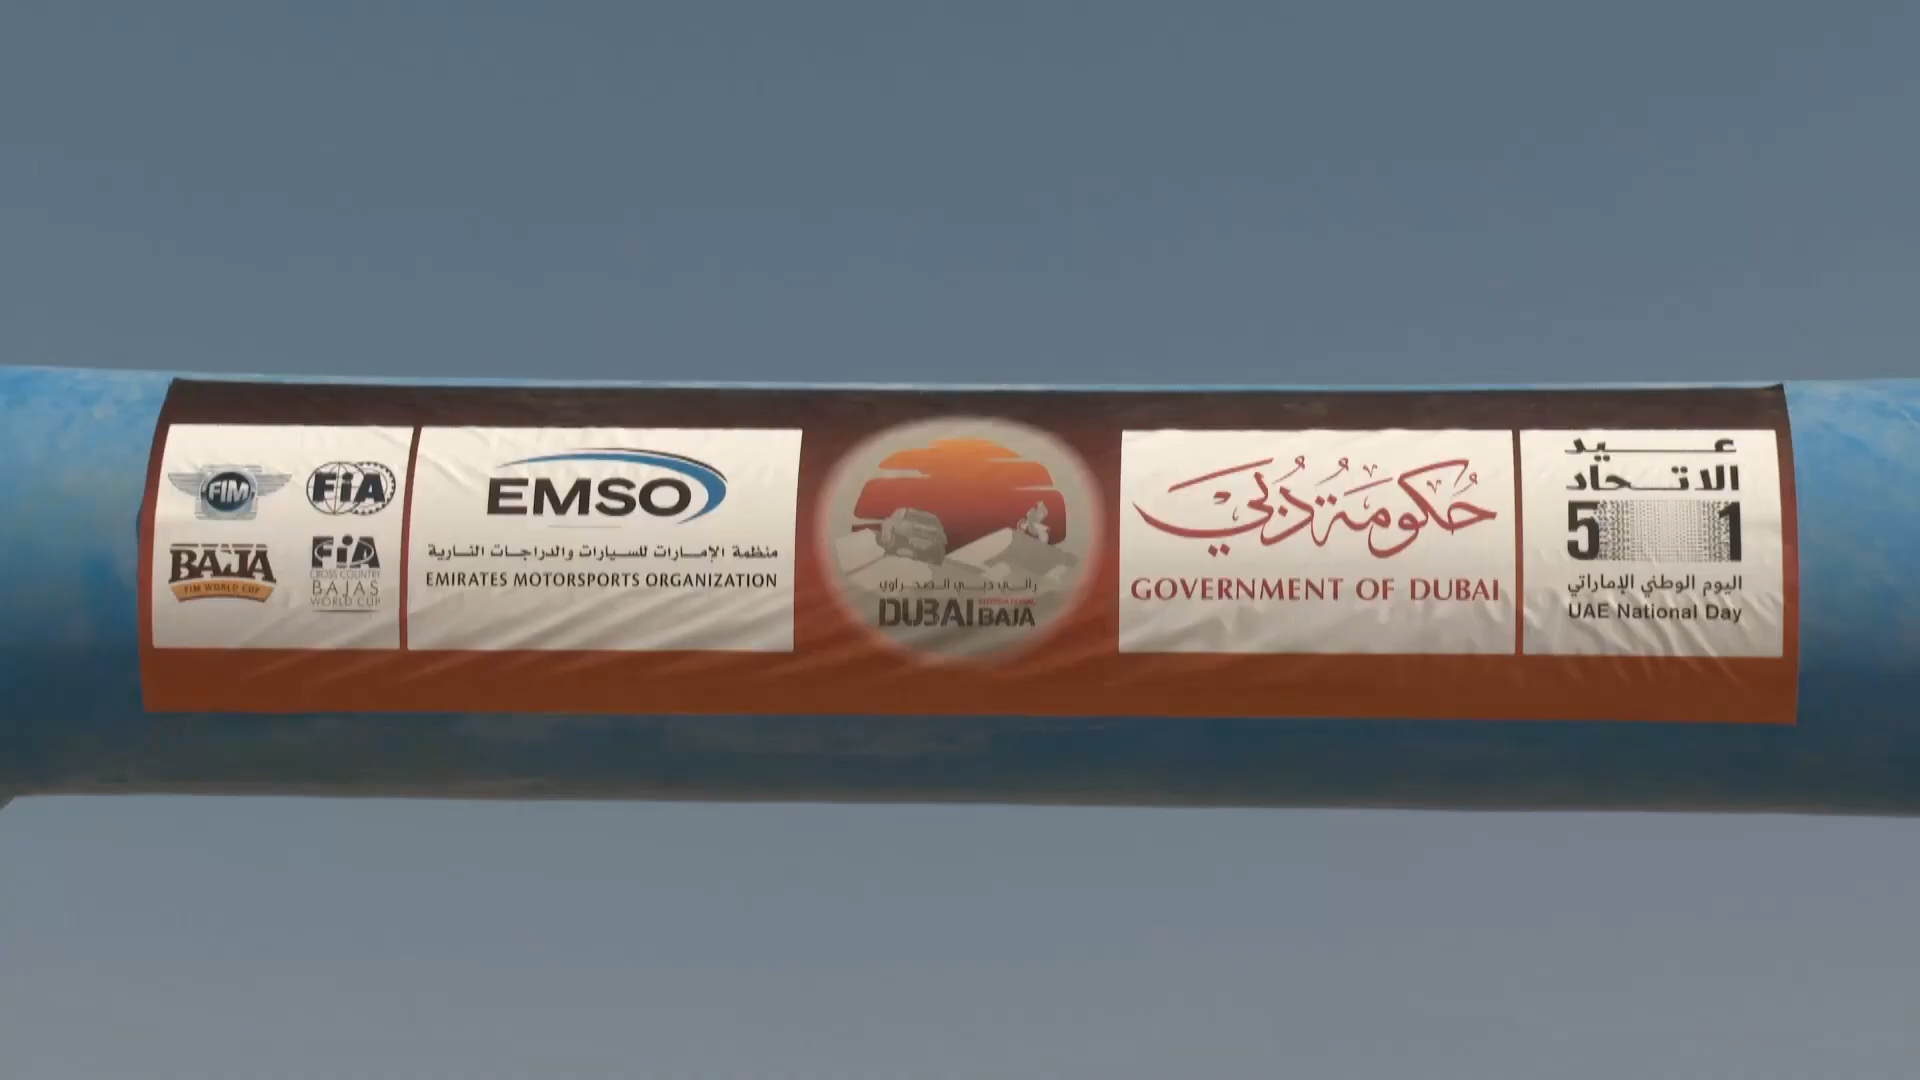 FIM
FiA
BAJA
FIM WORLD CUP
FiA
CROSS COUNTRY
BAJAS
WORLD CUP
EMSO
منظمة الإمارات للسيارات والدراجات النارية
EMIRATES MOTORSPORTS ORGANIZATION
رالي دبي الصحراوي
DUBAI INTERNATIONAL BAJA
حكومة دبي
GOVERNMENT OF DUBAI
عيد
الاتحاد
51
اليوم الوطني الإماراتي
UAE National Day